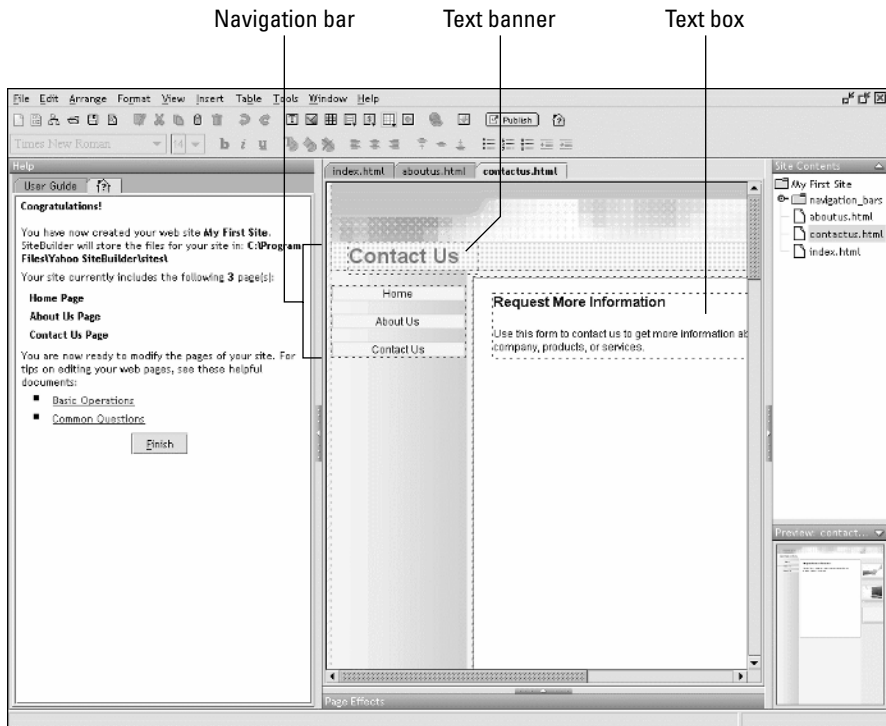 Navigation bar
Text banner
Text box
File Edit Arrange Format View Insert Table Tools Window Help
Publish
Times New Roman
14
b i u
Help
User Guide
Congratulations!
You have now created your web site My First Site.
SiteBuilder will store the files for your site in: C:\Program
Files\Yahoo SiteBuilder\sites\
Your site currently includes the following 3 page(s):
Home Page
About Us Page
Contact Us Page
You are now ready to modify the pages of your site. For
tips on editing your web pages, see these helpful
documents:
Basic Operations
Common Questions
Finish
index.html
aboutus.html
contactus.html
Contact Us
Home
About Us
Contact Us
Request More Information
Use this form to contact us to get more information ab
company, products, or services.
Page Effects
Site Contents
My First Site
navigation_bars
aboutus.html
contactus.html
index.html
Preview: contact...